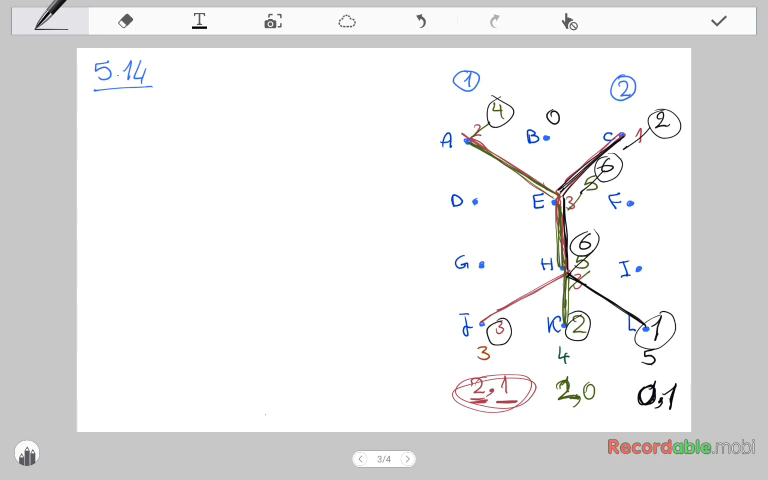 5.14
1 2
4 0 2
A 2 B C 1
6
5
D E 3 F
6
G H 5 I
3
J 3 K 2 L 1
3 4 5
2,1 2,0 0,1
T
3/4
Recordable.mobi